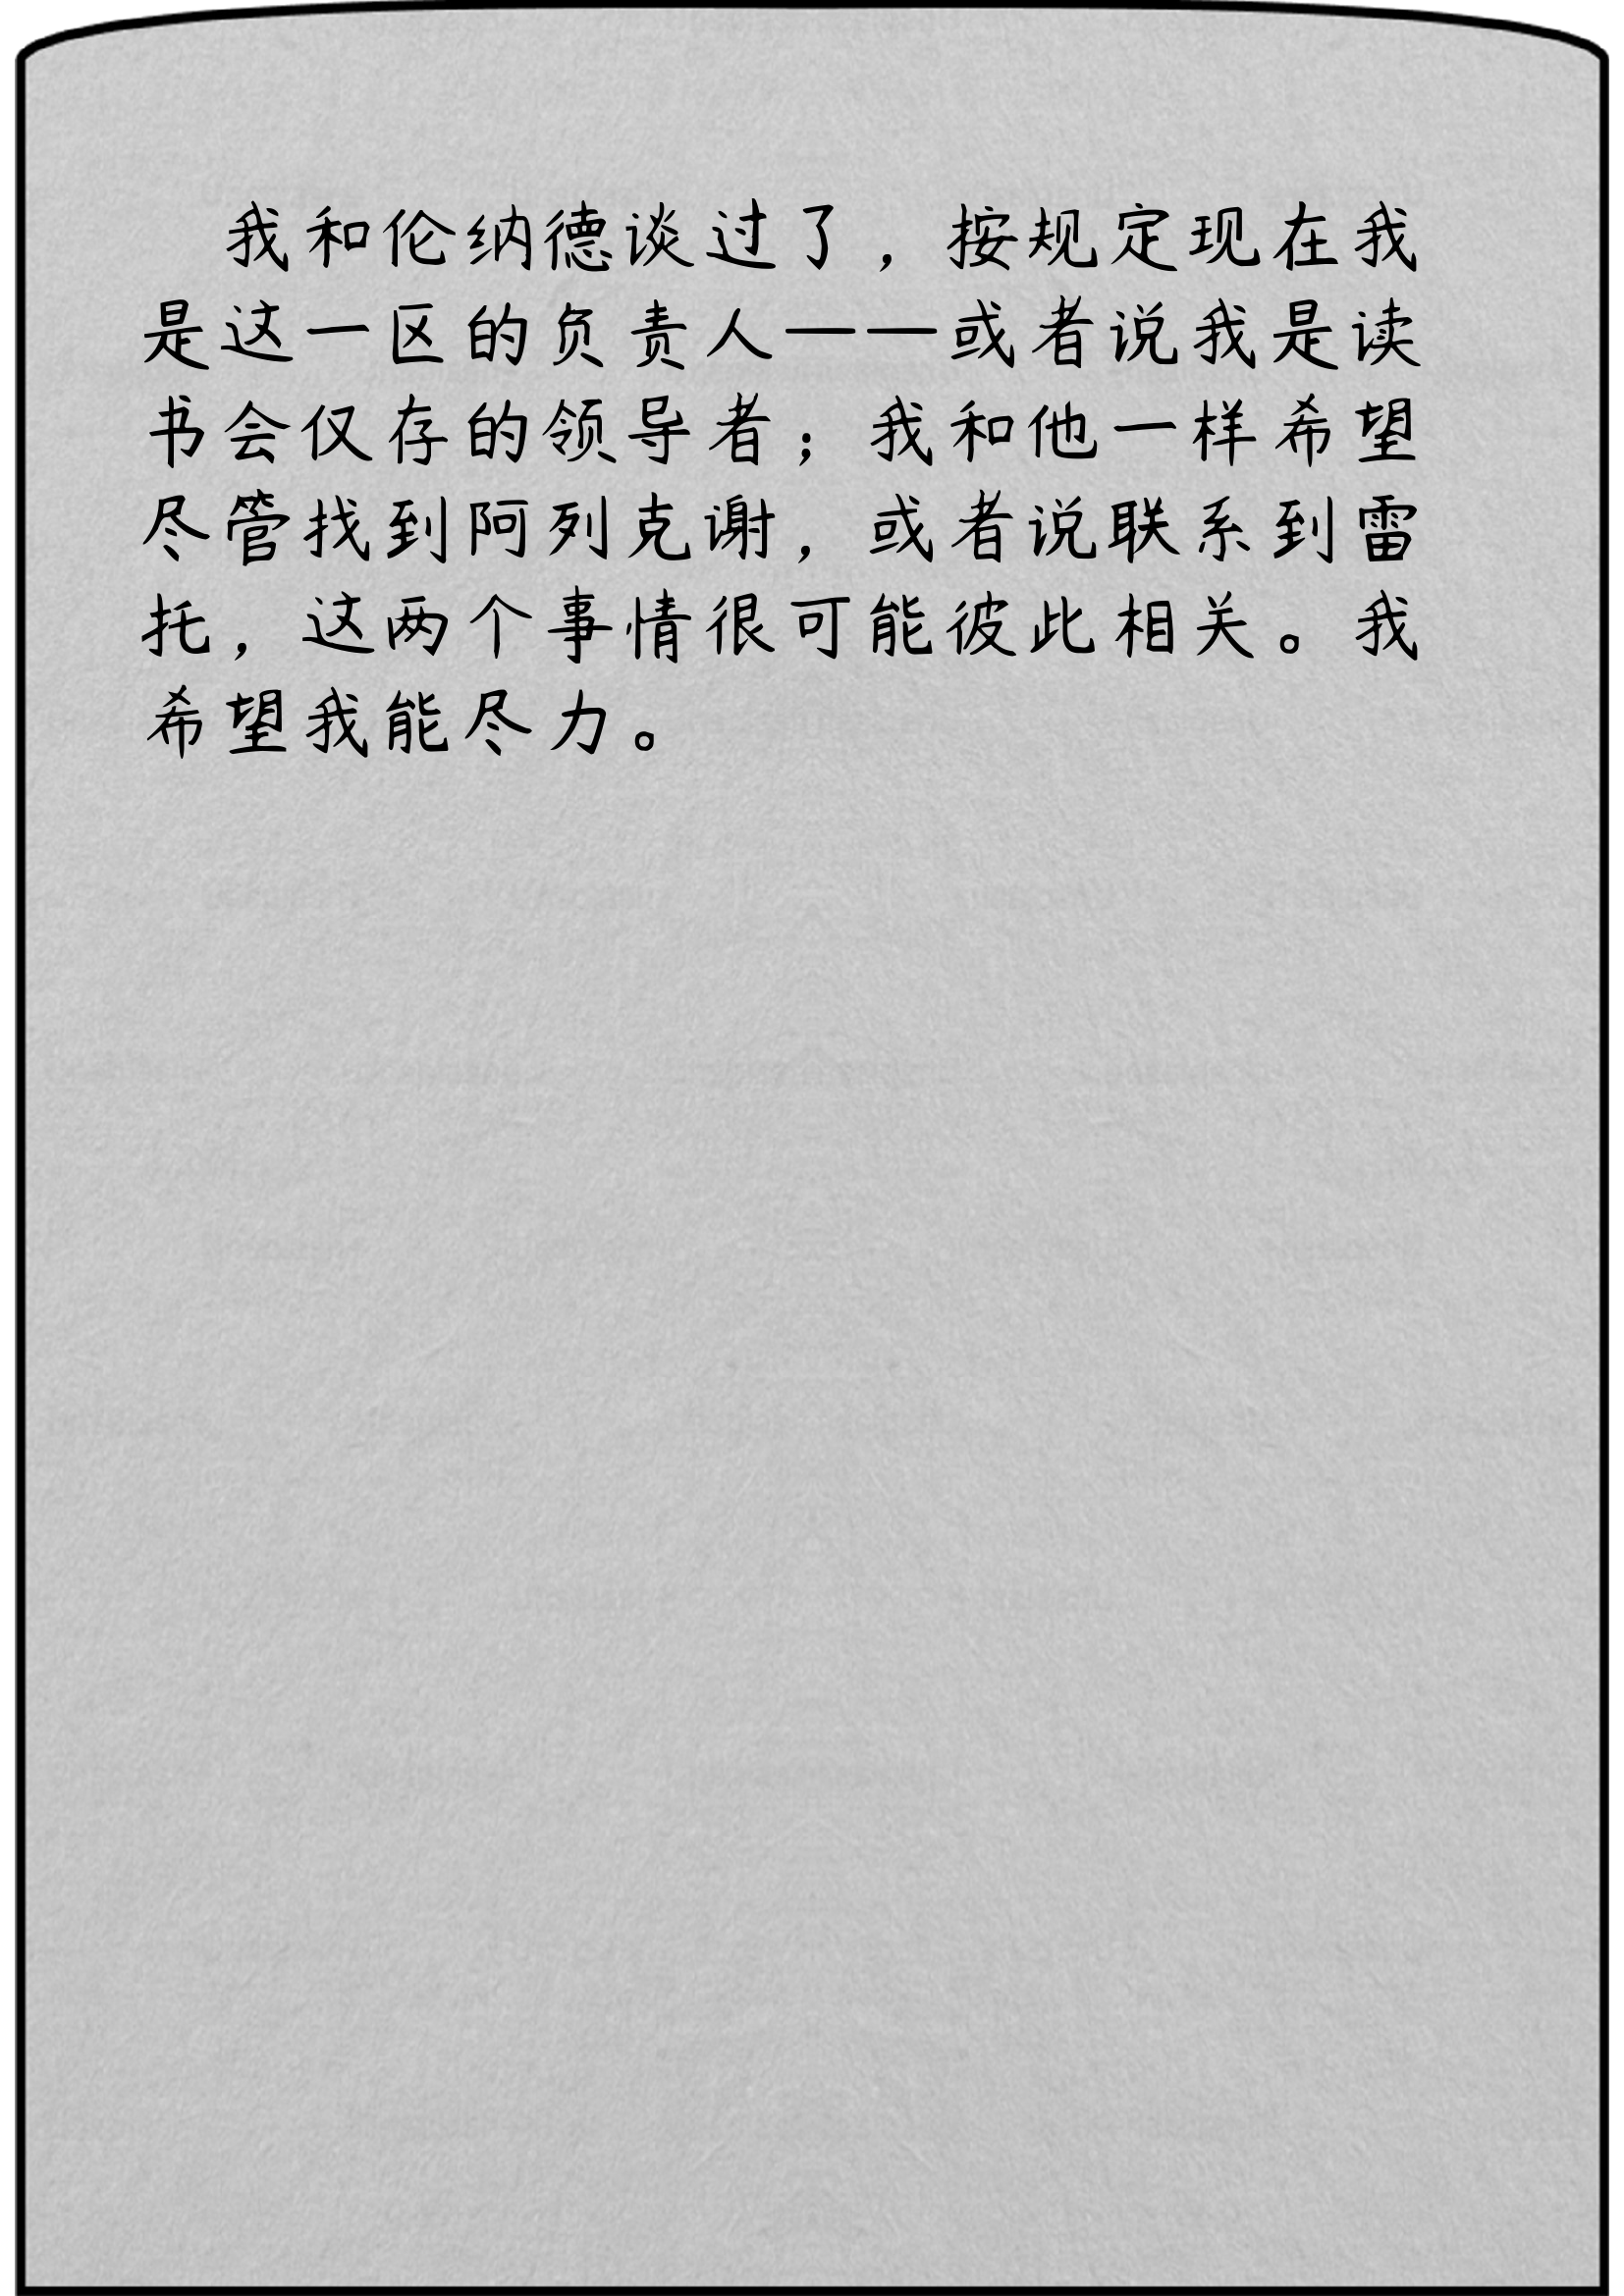 我和伦纳德谈过了，按规定现在我
是这一区的负责人——或者说我是读
书会仅存的领导者；我和他一样希望
尽管找到阿列克谢，或者说联系到雷
托，这两个事情很可能彼此相关。我
希望我能尽力。